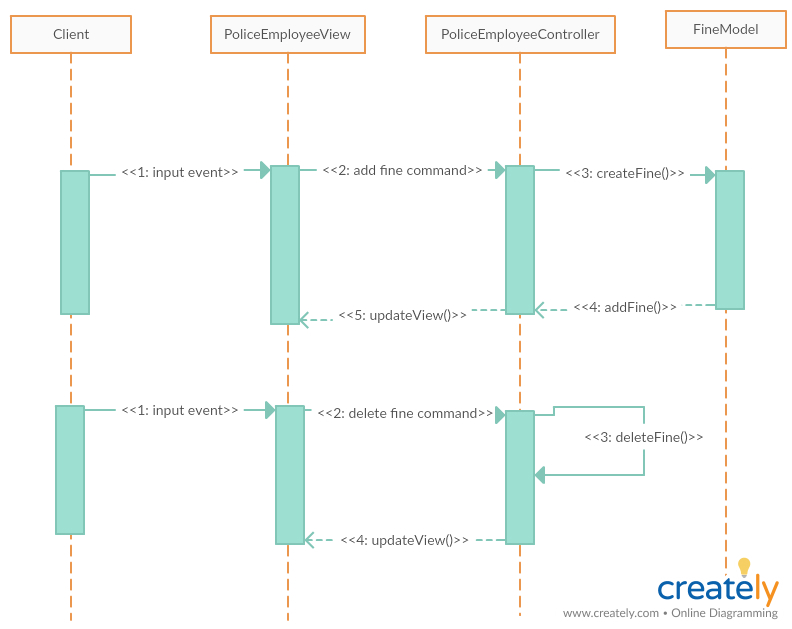 Client
PoliceEmployeeView
PoliceEmployeeController
FineModel
<<1: input event>>
<<2: add fine command>>
<<3: createFine()>>
<<4: addFine()>>
<<5: updateView()>>
<<1: input event>>
<<2: delete fine command>>
<<3: deleteFine()>>
<<4: updateView()>>
creately
www.creately.com • Online Diagramming